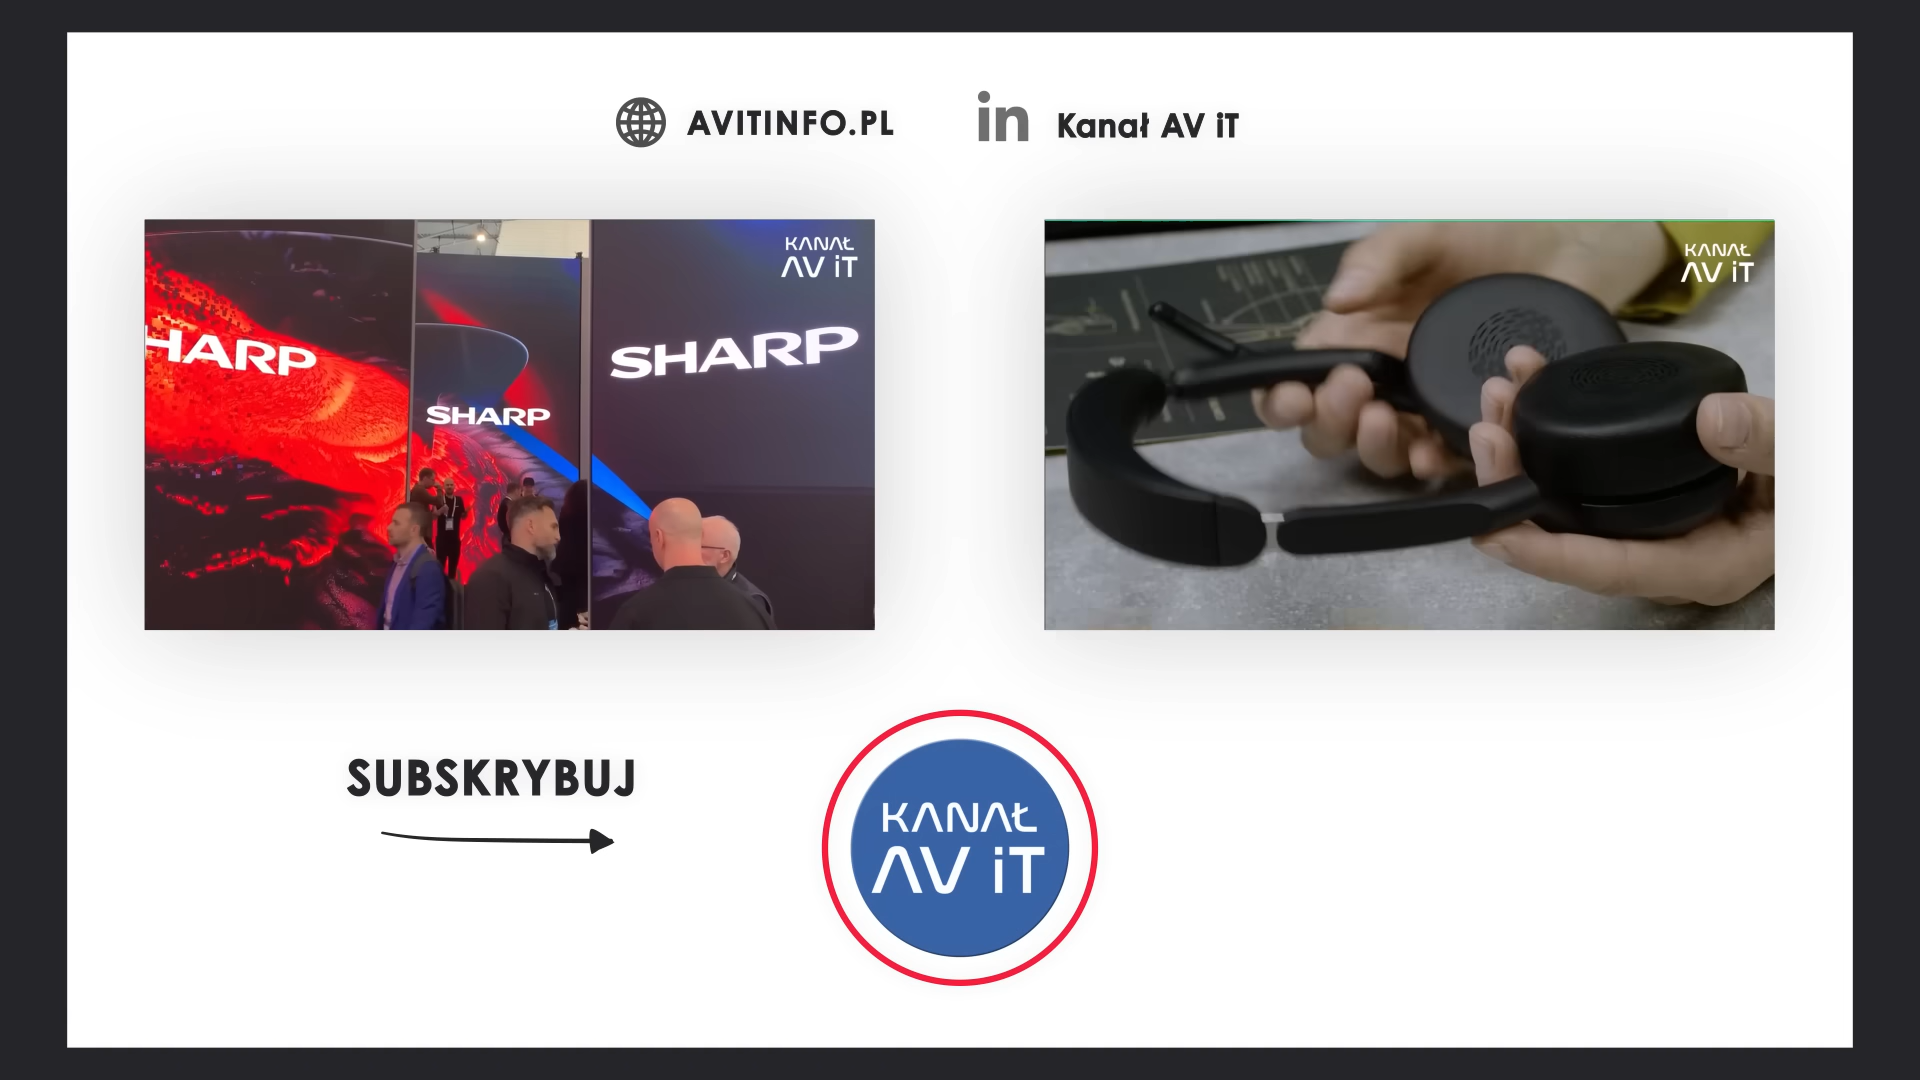 AVITINFO.PL
in Kanał AV iT
KANAŁ
AV iT
HARP
SHARP
SHARP
KANAŁ
AV iT
SUBSKRYBUJ
KANAŁ
AV iT